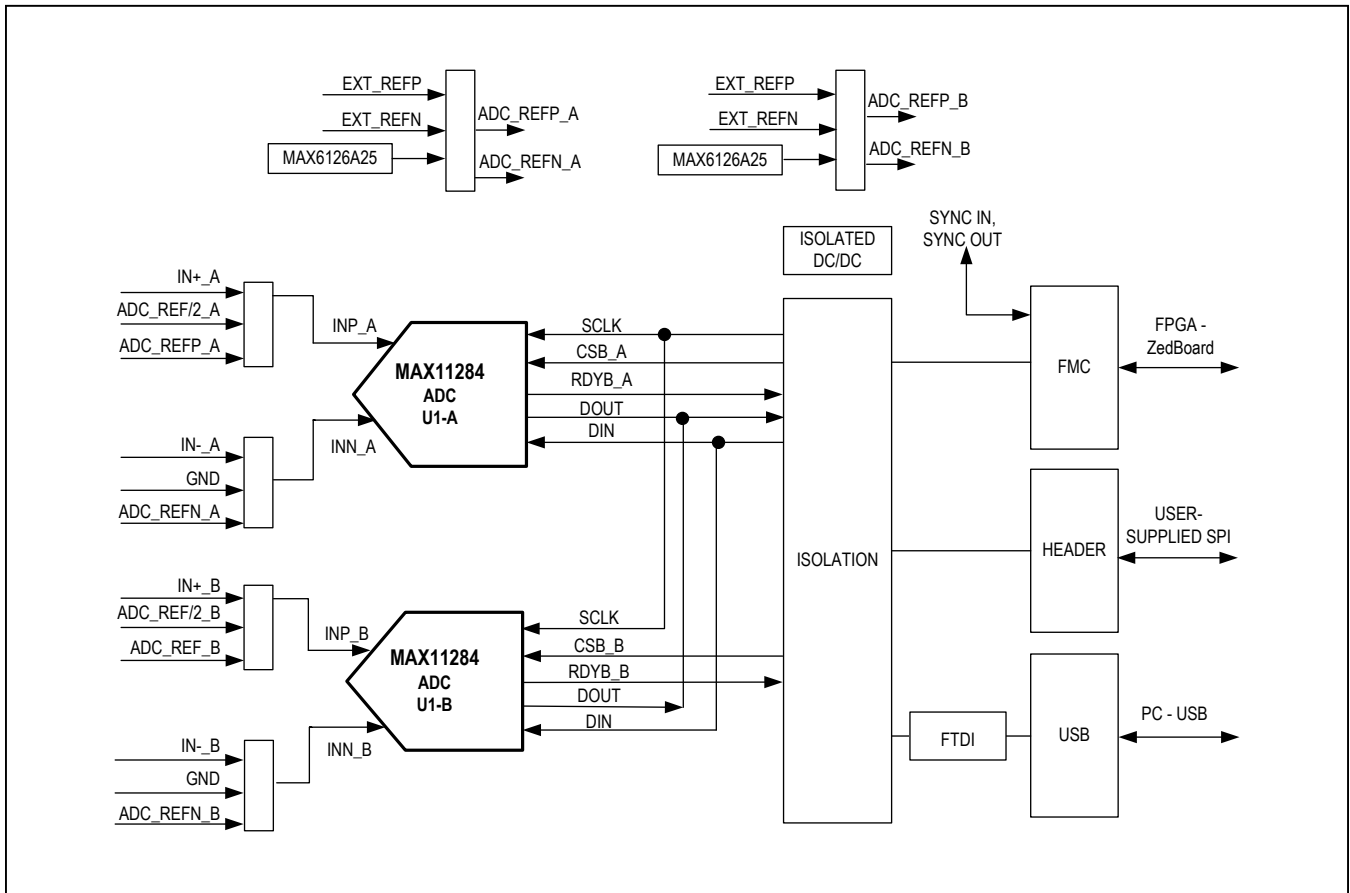 EXT_REFP
EXT_REFN
MAX6126A25
ADC_REFP_A
ADC_REFN_A
EXT_REFP
EXT_REFN
MAX6126A25
ADC_REFP_B
ADC_REFN_B
ISOLATED
DC/DC
SYNC IN,
SYNC OUT
IN+_A
ADC_REF/2_A
ADC_REFP_A
INP_A
IN-_A
GND
ADC_REFN_A
INN_A
MAX11284
ADC
U1-A
SCLK
CSB_A
RDYB_A
DOUT
DIN
IN+_B
ADC_REF/2_B
ADC_REF_B
INP_B
IN-_B
GND
ADC_REFN_B
INN_B
MAX11284
ADC
U1-B
SCLK
CSB_B
RDYB_B
DOUT
DIN
ISOLATION
FMC
FPGA -
ZedBoard
HEADER
USER-
SUPPLIED SPI
FTDI
USB
PC - USB